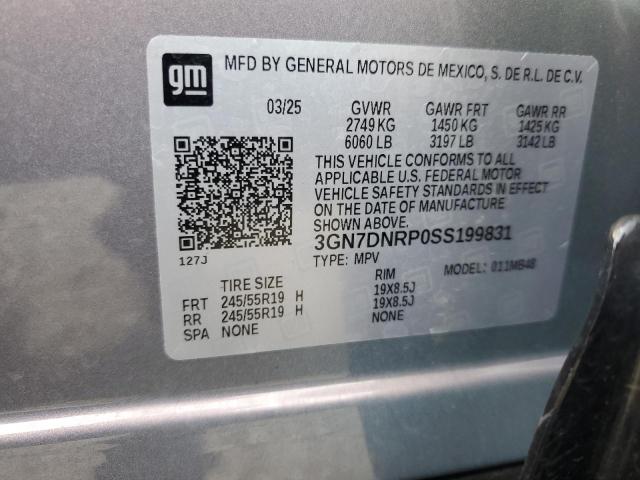 gm
MFD BY GENERAL MOTORS DE MEXICO, S. DE R.L. DE C.V.
03/25 GVWR GAWR FRT GAWR RR
2749 KG 1450 KG 1425 KG
6060 LB 3197 LB 3142 LB
THIS VEHICLE CONFORMS TO ALL
APPLICABLE U.S. FEDERAL MOTOR
VEHICLE SAFETY STANDARDS IN EFFECT
ON THE DATE OF MANUFACTURE
SHOWN ABOVE.
3GN7DNRP0SS199831
127J
TYPE: MPV MODEL: 011MB48
TIRE SIZE RIM
FRT 245/55R19 H 19X8.5J
RR 245/55R19 H 19X8.5J
SPA NONE NONE